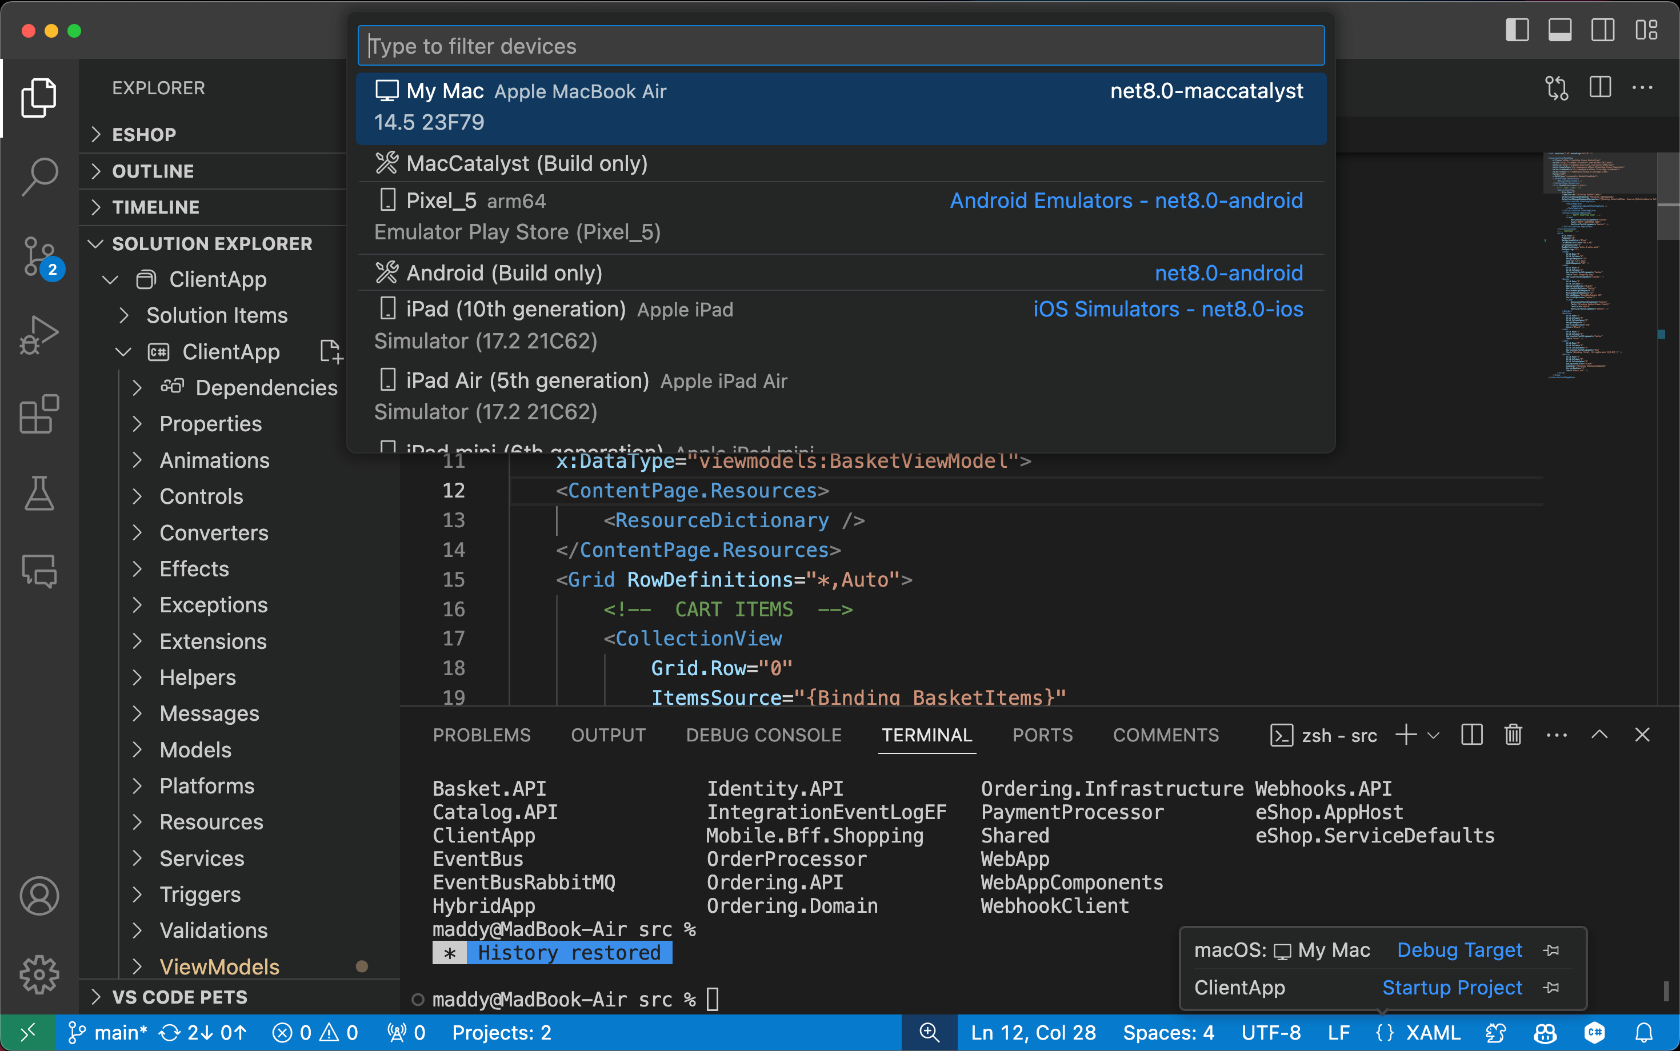 Type to filter devices
My Mac Apple MacBook Air net8.0-maccatalyst
14.5 23F79
MacCatalyst (Build only)
Pixel_5 arm64 Android Emulators - net8.0-android
Emulator Play Store (Pixel_5)
Android (Build only) net8.0-android
iPad (10th generation) Apple iPad iOS Simulators - net8.0-ios
Simulator (17.2 21C62)
iPad Air (5th generation) Apple iPad Air
Simulator (17.2 21C62)
iPad mini (6th generation) Apple iPad mini
EXPLORER
ESHOP
OUTLINE
TIMELINE
SOLUTION EXPLORER
ClientApp
Solution Items
C# ClientApp
Dependencies
Properties
Animations
Controls
Converters
Effects
Exceptions
Extensions
Helpers
Messages
Models
Platforms
Resources
Services
Triggers
Validations
ViewModels
VS CODE PETS
2
11 x:DataType="viewmodels:BasketViewModel">
12 <ContentPage.Resources>
13 <ResourceDictionary />
14 </ContentPage.Resources>
15 <Grid RowDefinitions="*,Auto">
16 <!-- CART ITEMS -->
17 <CollectionView
18 Grid.Row="0"
19 ItemsSource="{Binding BasketItems}"
PROBLEMS OUTPUT DEBUG CONSOLE TERMINAL PORTS COMMENTS zsh - src
Basket.API Identity.API Ordering.Infrastructure Webhooks.API
Catalog.API IntegrationEventLogEF PaymentProcessor eShop.AppHost
ClientApp Mobile.Bff.Shopping Shared eShop.ServiceDefaults
EventBus OrderProcessor WebApp
EventBusRabbitMQ Ordering.API WebAppComponents
HybridApp Ordering.Domain WebhookClient
maddy@MadBook-Air src %
* History restored
maddy@MadBook-Air src %
macOS: My Mac Debug Target
ClientApp Startup Project
main* 2↓ 0↑ 0 0 0 Projects: 2 Ln 12, Col 28 Spaces: 4 UTF-8 LF {} XAML C#